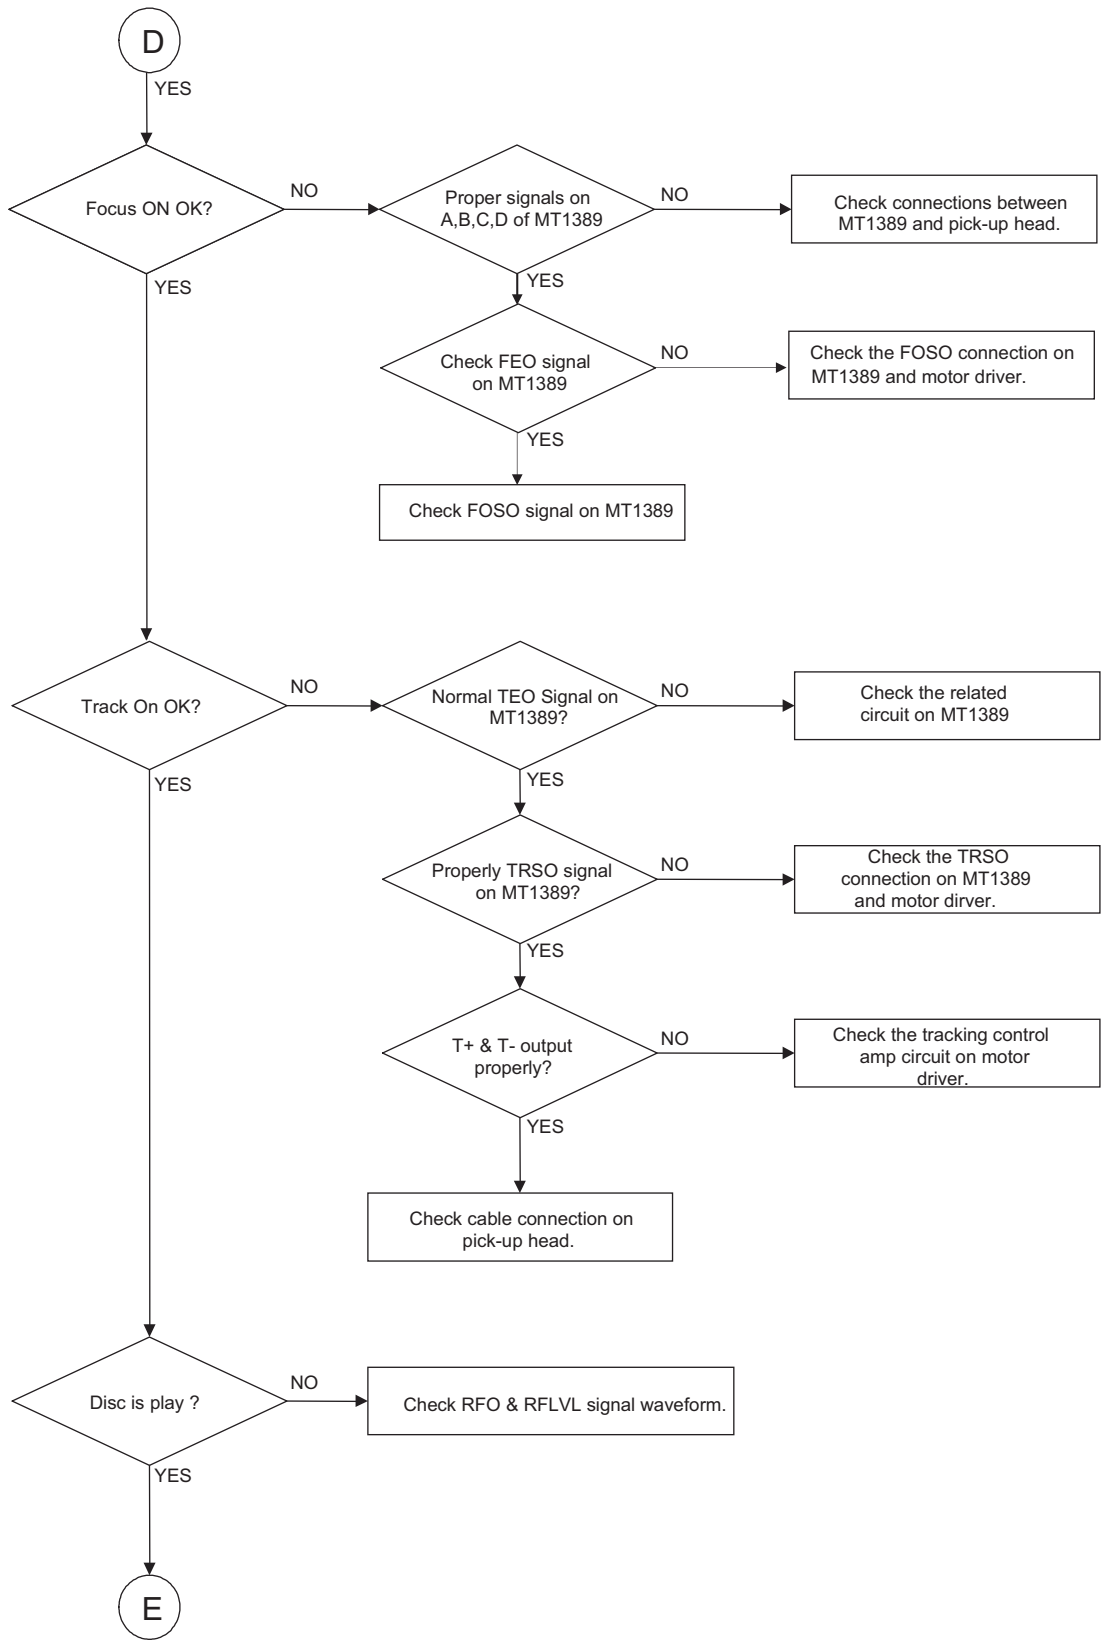 D
YES
Focus ON OK?
NO
Proper signals on
A,B,C,D of MT1389
NO
Check connections between
MT1389 and pick-up head.
YES
YES
Check FEO signal
on MT1389
NO
Check the FOSO connection on
MT1389 and motor driver.
YES
Check FOSO signal on MT1389
Track On OK?
NO
Normal TEO Signal on
MT1389?
NO
Check the related
circuit on MT1389
YES
YES
Properly TRSO signal
on MT1389?
NO
Check the TRSO
connection on MT1389
and motor dirver.
YES
T+ & T- output
properly?
NO
Check the tracking control
amp circuit on motor
driver.
YES
Check cable connection on
pick-up head.
Disc is play ?
NO
Check RFO & RFLVL signal waveform.
YES
E